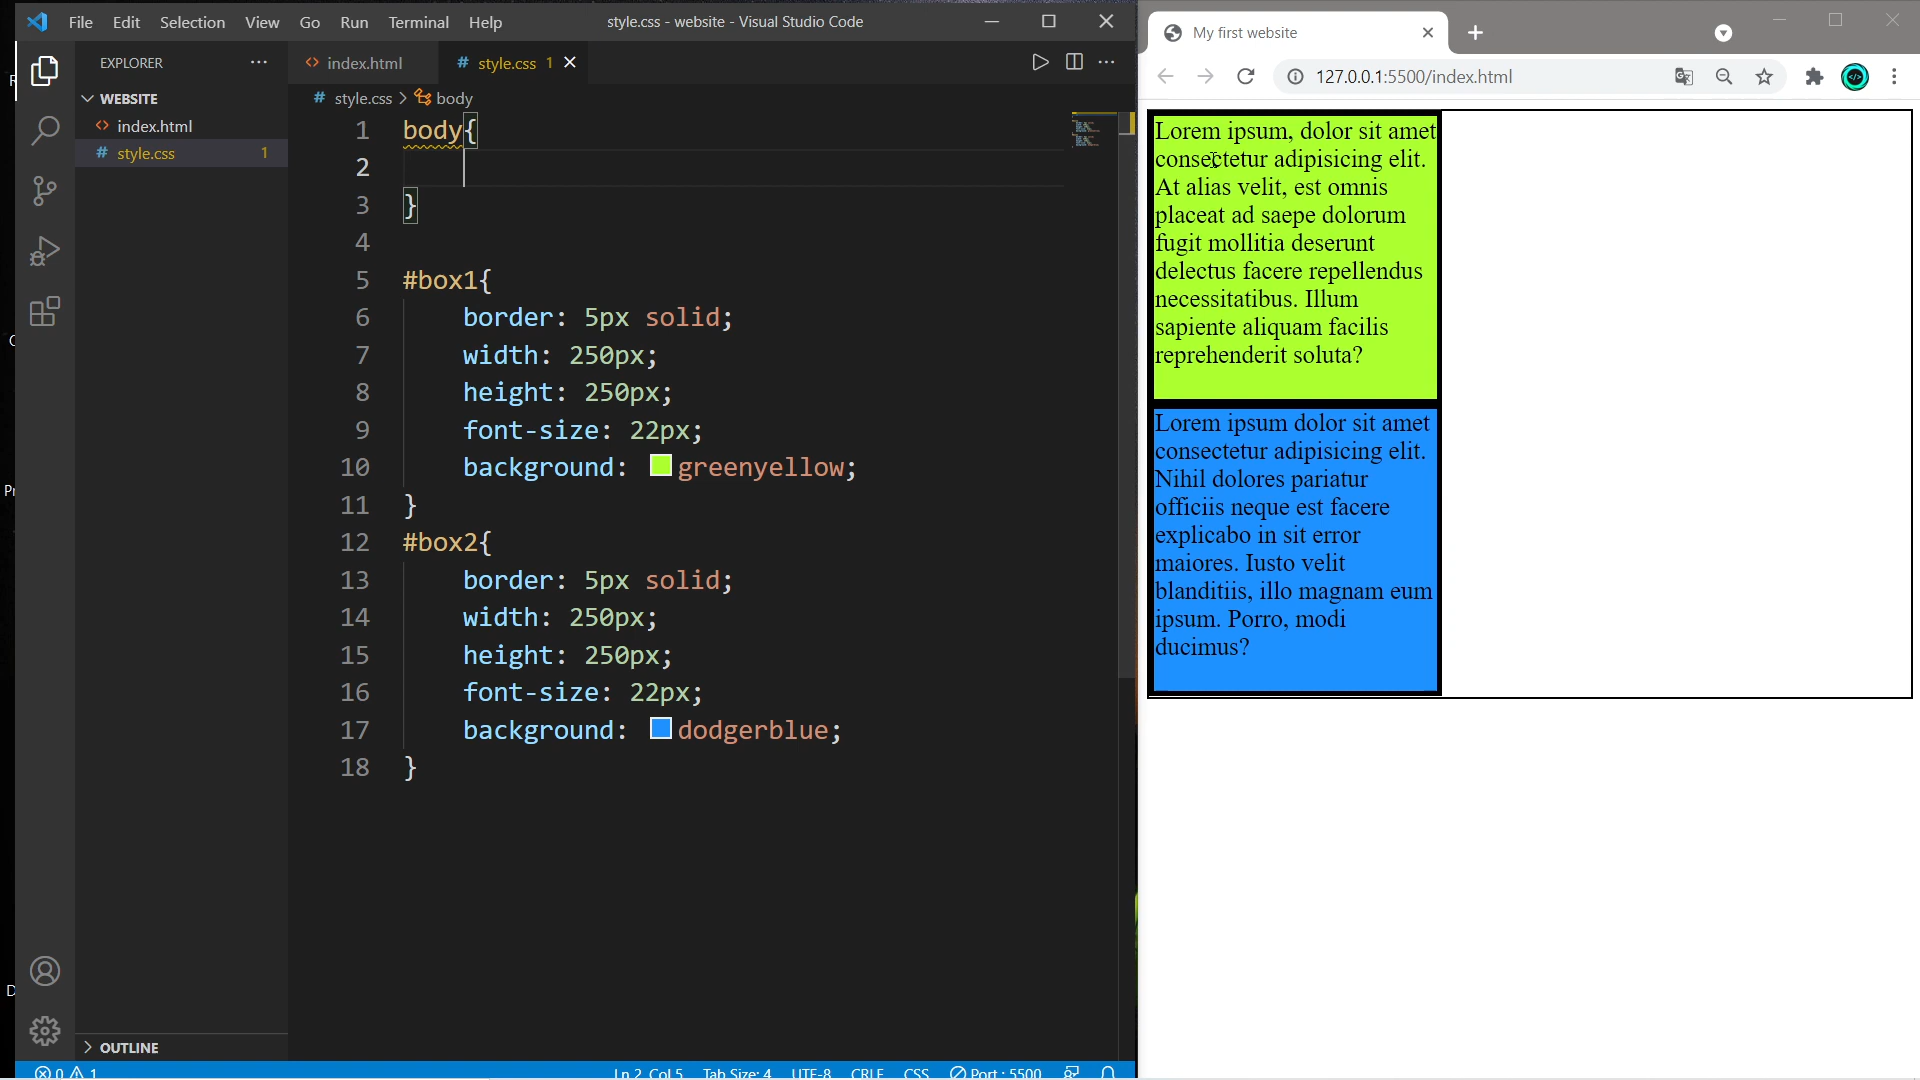 File Edit Selection View Go Run Terminal Help style.css - website - Visual Studio Code
EXPLORER
WEBSITE
index.html
style.css 1
OUTLINE
index.html style.css 1
style.css > body
1 body{
2
3 }
4
5 #box1{
6 border: 5px solid;
7 width: 250px;
8 height: 250px;
9 font-size: 22px;
10 background: greenyellow;
11 }
12 #box2{
13 border: 5px solid;
14 width: 250px;
15 height: 250px;
16 font-size: 22px;
17 background: dodgerblue;
18 }
0 1 Ln 2, Col 5 Tab Size: 4 UTF-8 CRLF CSS Port : 5500
My first website
127.0.0.1:5500/index.html
Lorem ipsum, dolor sit amet
consectetur adipisicing elit.
At alias velit, est omnis
placeat ad saepe dolorum
fugit mollitia deserunt
delectus facere repellendus
necessitatibus. Illum
sapiente aliquam facilis
reprehenderit soluta?
Lorem ipsum dolor sit amet
consectetur adipisicing elit.
Nihil dolores pariatur
officiis neque est facere
explicabo in sit error
maiores. Iusto velit
blanditiis, illo magnam eum
ipsum. Porro, modi
ducimus?